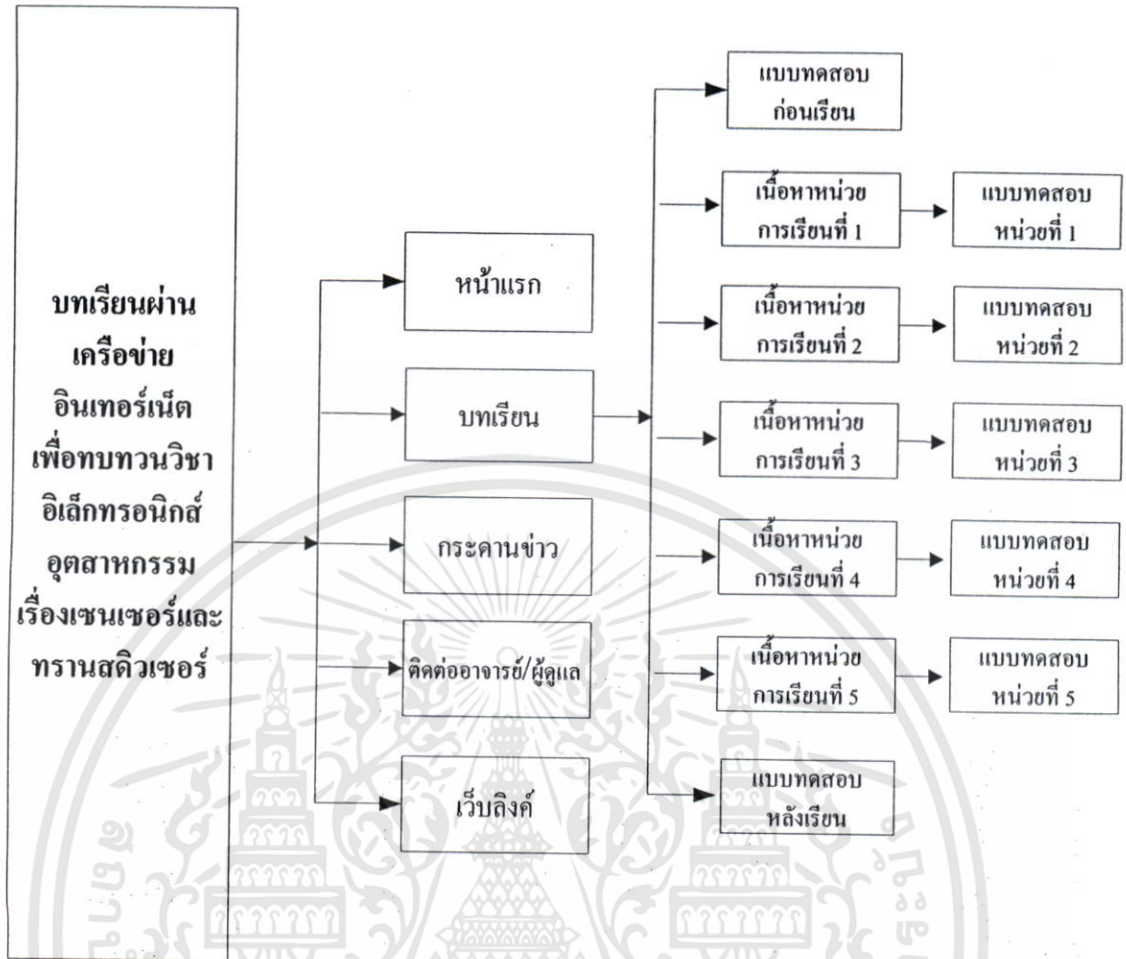 บทเรียนผ่าน
เครือข่าย
อินเทอร์เน็ต
เพื่อทบทวนวิชา
อิเล็กทรอนิกส์
อุตสาหกรรม
เรื่องเซนเซอร์และ
ทรานสดิวเซอร์
หน้าแรก
บทเรียน
กระดานข่าว
ติดต่ออาจารย์/ผู้ดูแล
เว็บลิงค์
แบบทดสอบ
ก่อนเรียน
เนื้อหาหน่วย
การเรียนที่ 1
แบบทดสอบ
หน่วยที่ 1
เนื้อหาหน่วย
การเรียนที่ 2
แบบทดสอบ
หน่วยที่ 2
เนื้อหาหน่วย
การเรียนที่ 3
แบบทดสอบ
หน่วยที่ 3
เนื้อหาหน่วย
การเรียนที่ 4
แบบทดสอบ
หน่วยที่ 4
เนื้อหาหน่วย
การเรียนที่ 5
แบบทดสอบ
หน่วยที่ 5
แบบทดสอบ
หลังเรียน